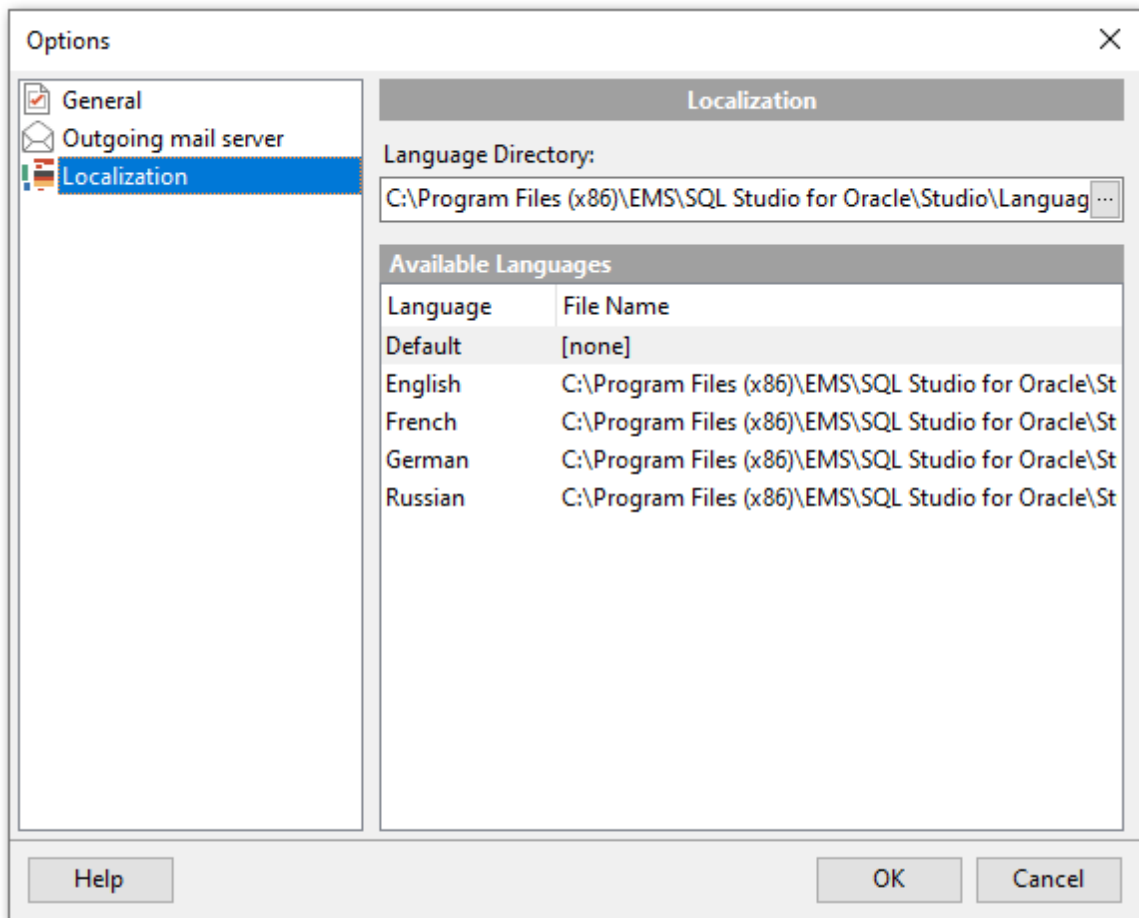 Options
General
Outgoing mail server
Localization
Localization
Language Directory:
C:\Program Files (x86)\EMS\SQL Studio for Oracle\Studio\Languag ...
Available Languages
Language File Name
Default [none]
English C:\Program Files (x86)\EMS\SQL Studio for Oracle\St
French C:\Program Files (x86)\EMS\SQL Studio for Oracle\St
German C:\Program Files (x86)\EMS\SQL Studio for Oracle\St
Russian C:\Program Files (x86)\EMS\SQL Studio for Oracle\St
Help OK Cancel